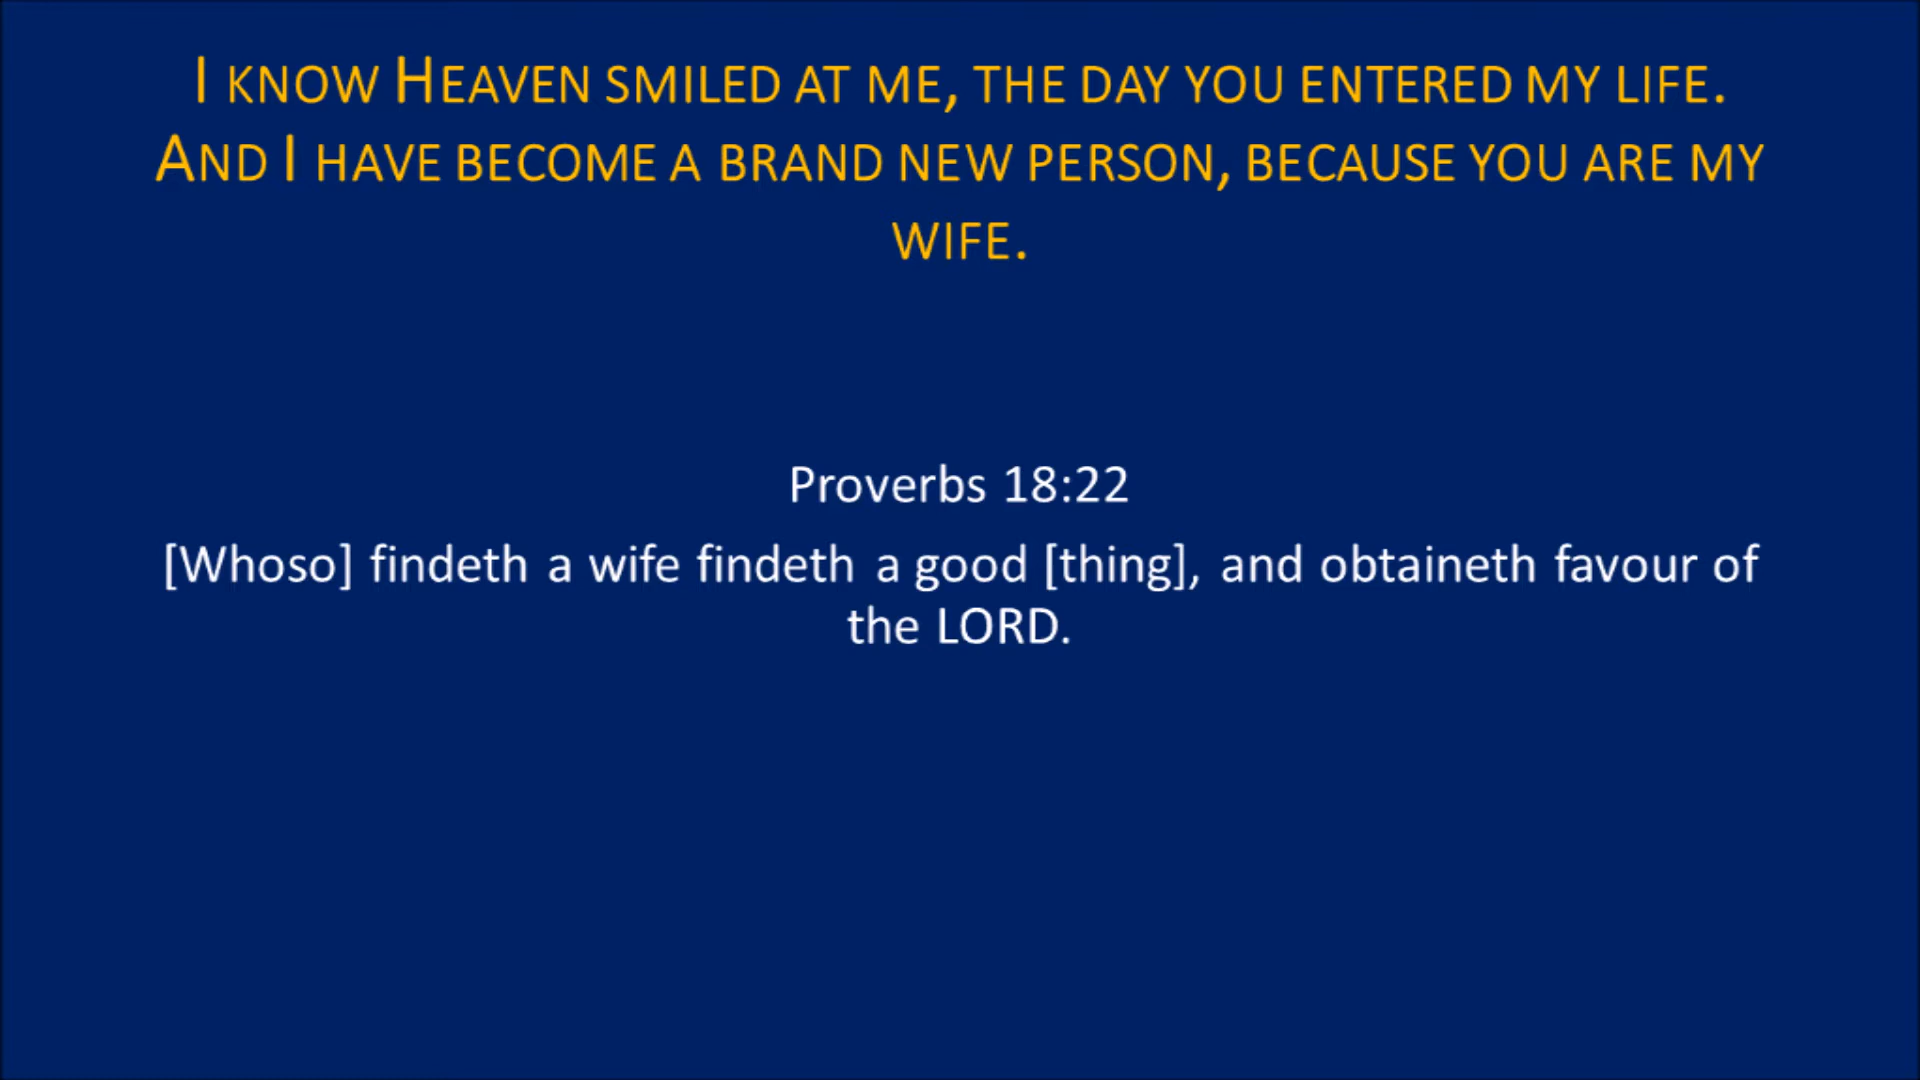 I KNOW HEAVEN SMILED AT ME, THE DAY YOU ENTERED MY LIFE.
AND I HAVE BECOME A BRAND NEW PERSON, BECAUSE YOU ARE MY
WIFE.
Proverbs 18:22
[Whoso] findeth a wife findeth a good [thing], and obtaineth favour of
the LORD.